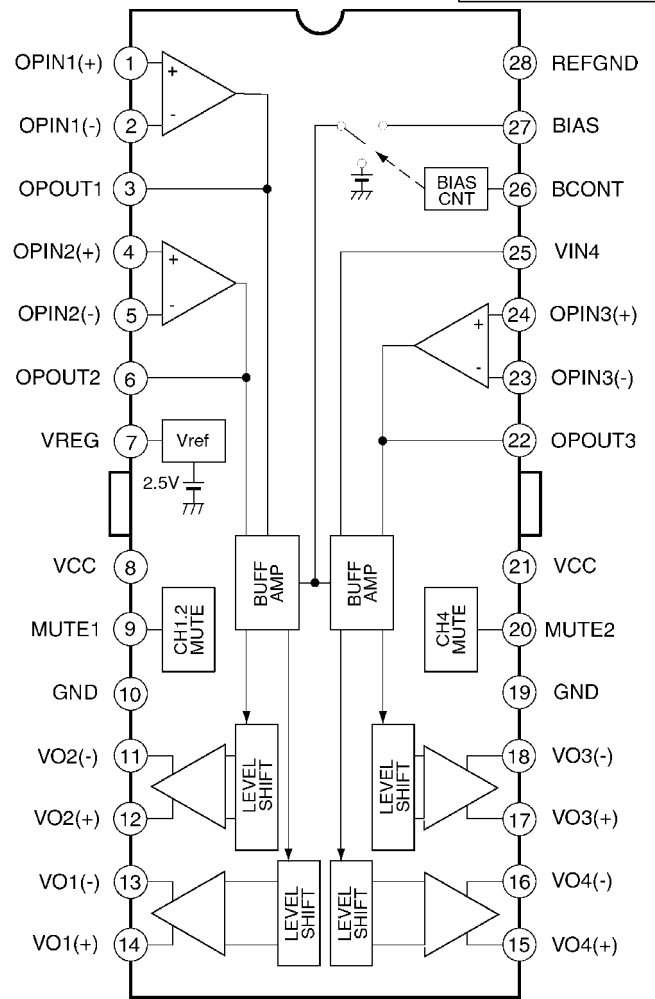 OPIN1(+)
1
+
-
OPIN1(-)
2
OPOUT1
3
OPIN2(+)
4
+
-
OPIN2(-)
5
OPOUT2
6
VREG
7
Vref
2.5V
VCC
8
MUTE1
9
CH1.2
MUTE
GND
10
VO2(-)
11
VO2(+)
12
VO1(-)
13
VO1(+)
14
BUFF
AMP
BUFF
AMP
LEVEL
SHIFT
LEVEL
SHIFT
LEVEL
SHIFT
LEVEL
SHIFT
28
REFGND
27
BIAS
BIAS
CNT
26
BCONT
25
VIN4
24
OPIN3(+)
+
-
23
OPIN3(-)
22
OPOUT3
21
VCC
CH4
MUTE
20
MUTE2
19
GND
18
VO3(-)
17
VO3(+)
16
VO4(-)
15
VO4(+)